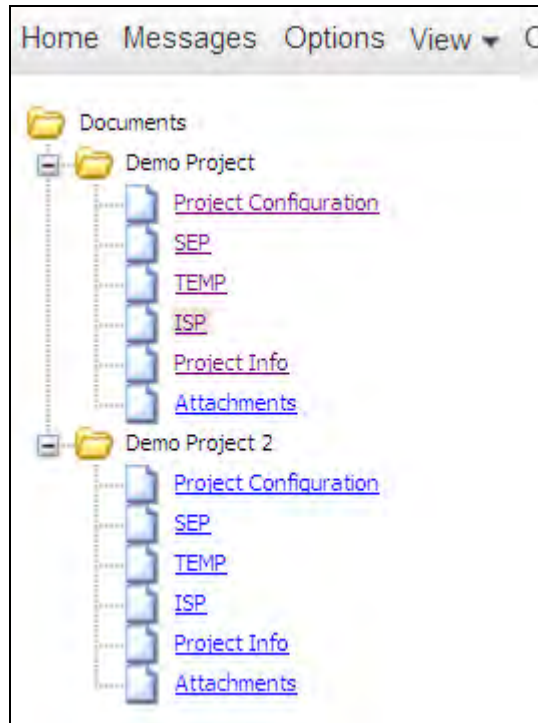 Home Messages Options View
Documents
Demo Project
Project Configuration
SEP
TEMP
ISP
Project Info
Attachments
Demo Project 2
Project Configuration
SEP
TEMP
ISP
Project Info
Attachments